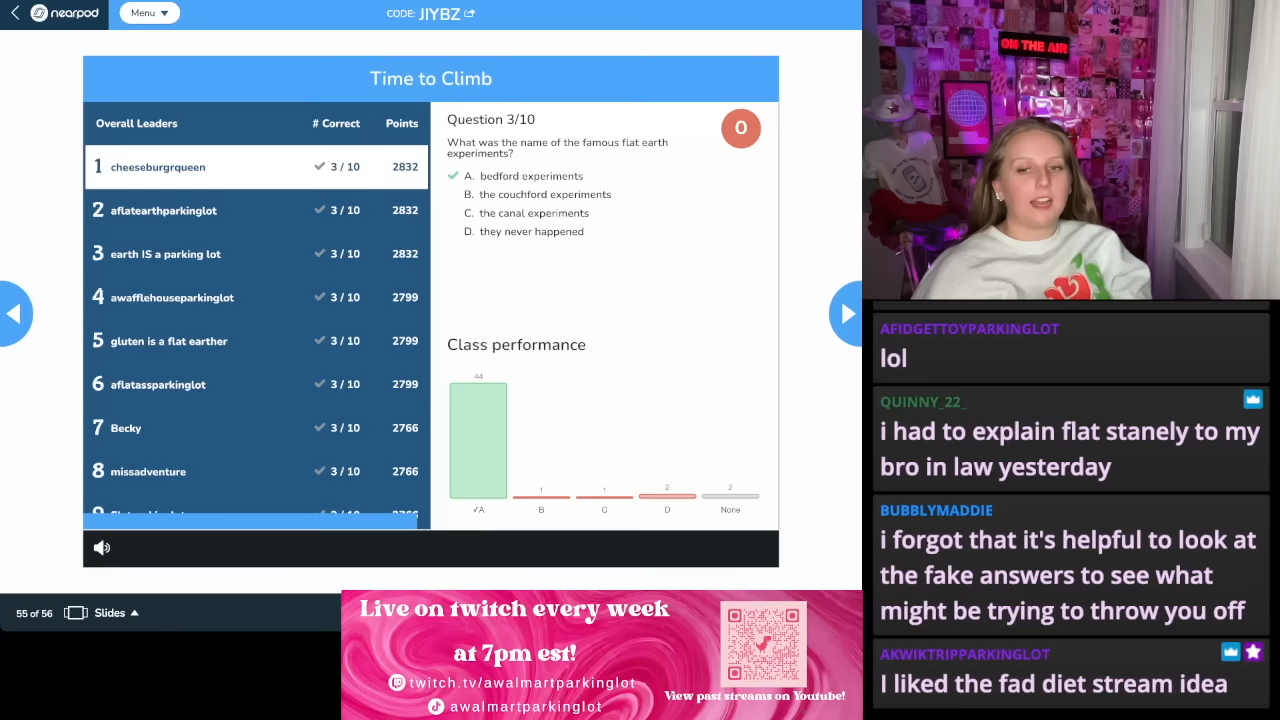 nearpod
Menu
CODE: JIYBZ
ON THE AIR
Time to Climb
Overall Leaders # Correct Points
1 cheeseburgrqueen 3 / 10 2832
2 aflatearthparkinglot 3 / 10 2832
3 earth IS a parking lot 3 / 10 2832
4 awafflehouseparkinglot 3 / 10 2799
5 gluten is a flat earther 3 / 10 2799
6 aflatassparkinglot 3 / 10 2799
7 Becky 3 / 10 2766
8 missadventure 3 / 10 2766
Question 3/10
0
What was the name of the famous flat earth
experiments?
A. bedford experiments
B. the couchford experiments
C. the canal experiments
D. they never happened
Class performance
44 1 1 2 2
✓A B C D None
55 of 56 Slides
Live on twitch every week
at 7pm est!
twitch.tv/awalmartparkinglot
awalmartparkinglot
View past streams on Youtube!
AFIDGETTOYPARKINGLOT
lol
QUINNY_22_
i had to explain flat stanely to my
bro in law yesterday
BUBBLYMADDIE
i forgot that it's helpful to look at
the fake answers to see what
might be trying to throw you off
AKWIKTRIPPARKINGLOT
I liked the fad diet stream idea